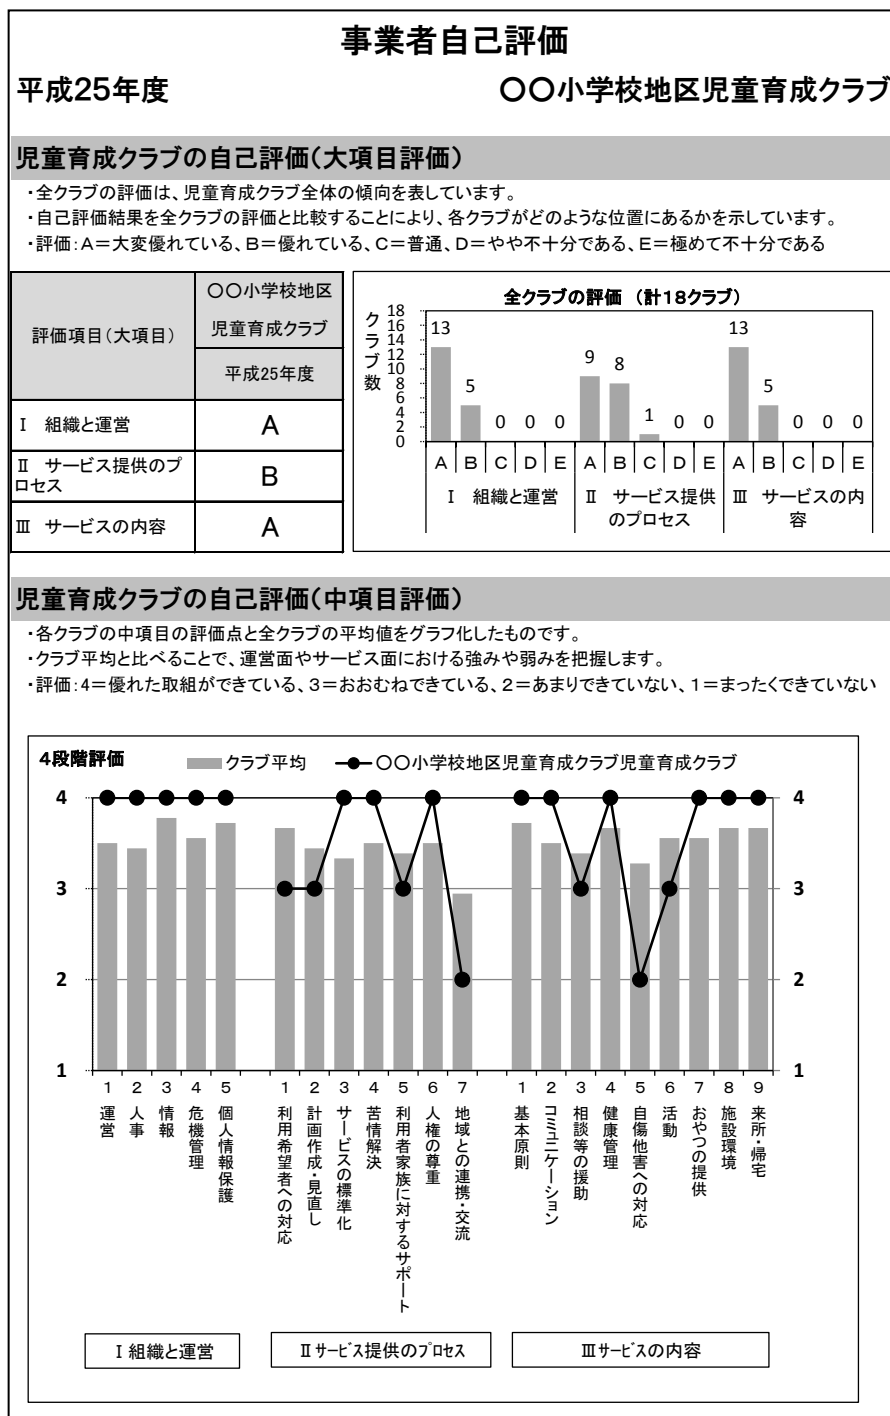 事業者自己評価
平成25年度 〇〇小学校地区児童育成クラブ
児童育成クラブの自己評価(大項目評価)
・全クラブの評価は、児童育成クラブ全体の傾向を表しています。
・自己評価結果を全クラブの評価と比較することにより、各クラブがどのような位置にあるかを示しています。
・評価:A=大変優れている、B=優れている、C=普通、D=やや不十分である、E=極めて不十分である
評価項目(大項目)
〇〇小学校地区
児童育成クラブ
平成25年度
Ⅰ 組織と運営 A
Ⅱ サービス提供のプ
ロセス
B
Ⅲ サービスの内容 A
全クラブの評価 (計18クラブ)
クラブ数
18
16
14
12
10
8
6
4
2
0
13 5 0 0 0 9 8 1 0 0 13 5 0 0 0
A B C D E A B C D E A B C D E
Ⅰ 組織と運営
Ⅱ サービス提供
のプロセス
Ⅲ サービスの内
容
児童育成クラブの自己評価(中項目評価)
・各クラブの中項目の評価点と全クラブの平均値をグラフ化したものです。
・クラブ平均と比べることで、運営面やサービス面における強みや弱みを把握します。
・評価:4=優れた取組ができている、3=おおむねできている、2=あまりできていない、1=まったくできていない
4段階評価
クラブ平均
〇〇小学校地区児童育成クラブ児童育成クラブ
4 4
3 3
2 2
1 1
1 運営
2 人事
3 情報
4 危機管理
5 個人情報保護
1 利用希望者への対応
2 計画作成・見直し
3 サービスの標準化
4 苦情解決
5 利用者家族に対するサポート
6 人権の尊重
7 地域との連携・交流
1 基本原則
2 コミュニケーション
3 相談等の援助
4 健康管理
5 自傷他害への対応
6 活動
7 おやつの提供
8 施設環境
9 来所・帰宅
Ⅰ 組織と運営
Ⅱ サービス提供のプロセス
Ⅲサービスの内容